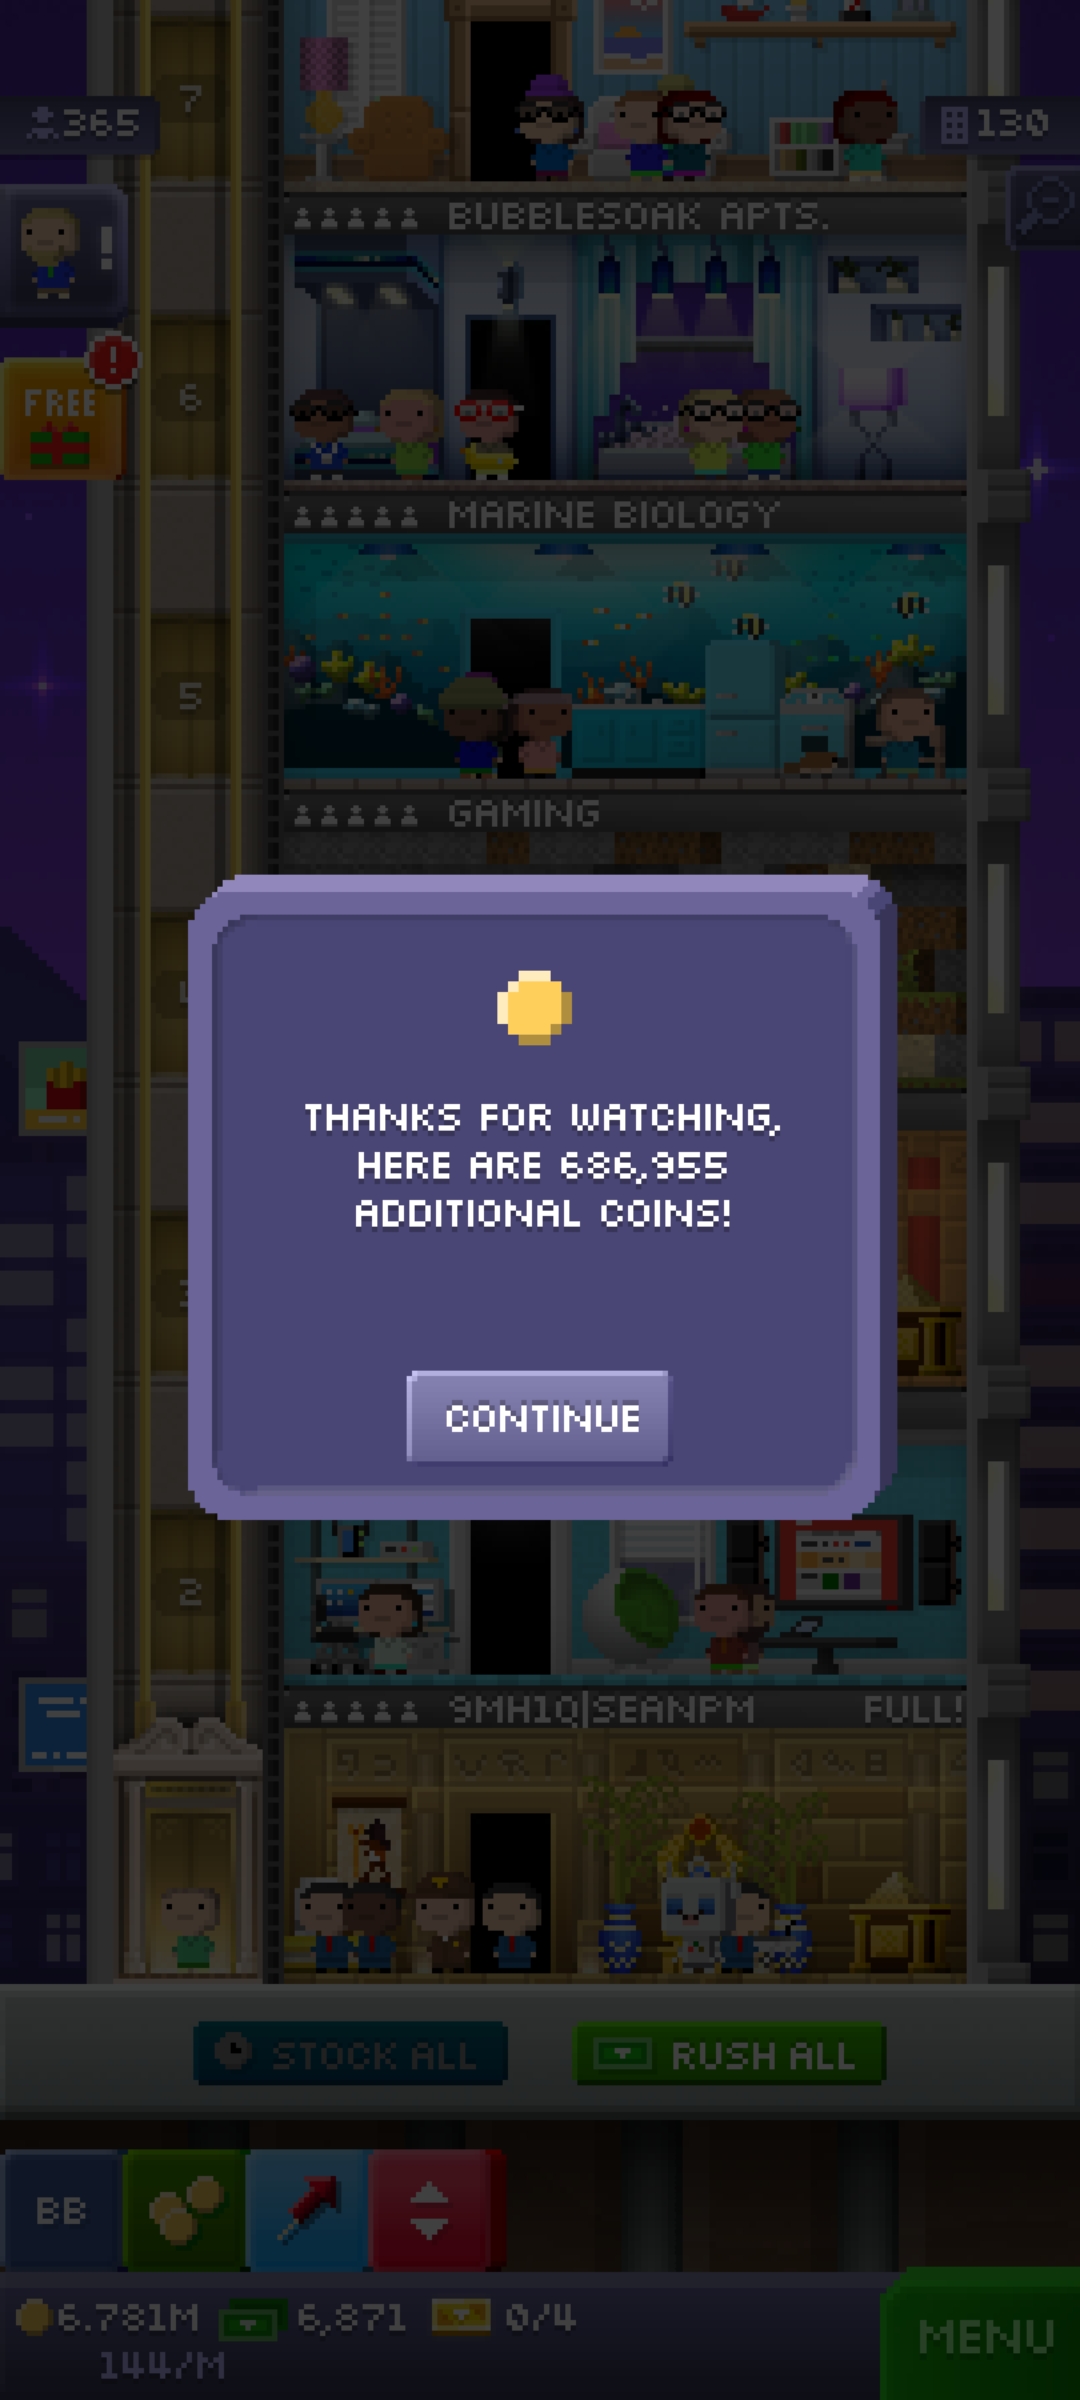 7
365
130
BUBBLESOAK APTS.
!
!
FREE
6
MARINE BIOLOGY
5
GAMING
THANKS FOR WATCHING,
HERE ARE 686,955
ADDITIONAL COINS!
CONTINUE
2
9MH1Q|SEANPM FULL!
STOCK ALL
RUSH ALL
BB
6.781M 6,871 0/4
144/M
MENU